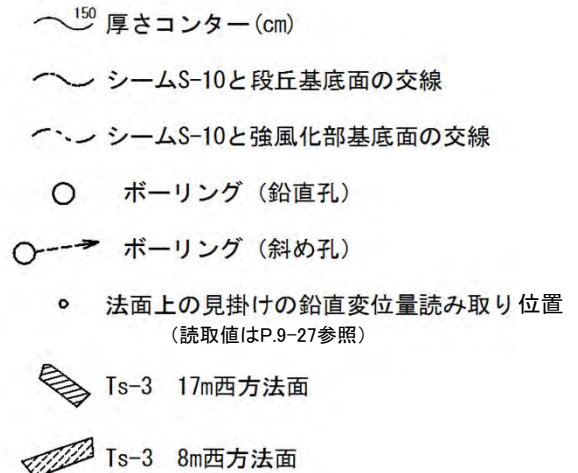 150 厚さコンター(cm)
シームS-10と段丘基底面の交線
シームS-10と強風化部基底面の交線
ボーリング（鉛直孔）
ボーリング（斜め孔）
法面上の見掛けの鉛直変位量読み取り位置
（読取値はP.9-27参照）
Ts-3 17m西方法面
Ts-3 8m西方法面